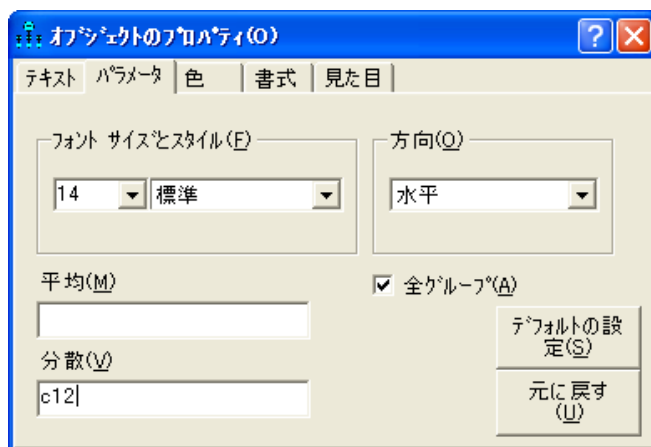 ｵﾌﾞｼﾞｪｸﾄのﾌﾟﾛﾊﾟﾃｨ(O)
テキスト ﾊﾟﾗﾒｰﾀ 色 書式 見た目
ﾌｫﾝﾄ ｻｲｽﾞとｽﾀｲﾙ(F) 方向(O)
14 標準 水平
平均(M) 全ｸﾞﾙｰﾌﾟ(A)
ﾃﾞﾌｫﾙﾄの設
定(S)
分散(V)
c12
元に戻す
(U)